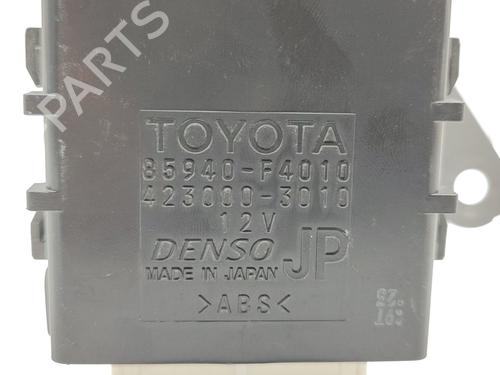 TOYOTA
85940-F4010
423000-3010
12V
DENSO JP
MADE IN JAPAN
>ABS<
B-PARTS